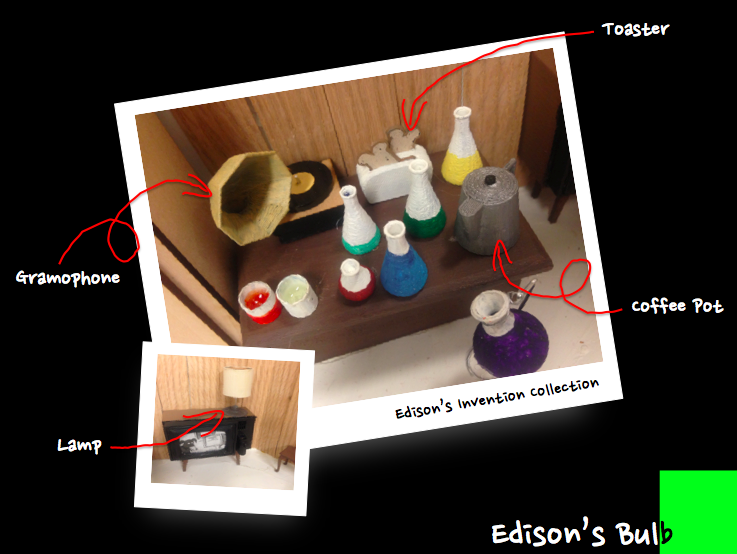 Toaster
Gramophone
Coffee Pot
Edison's Invention Collection
Lamp
Edison's Bulb